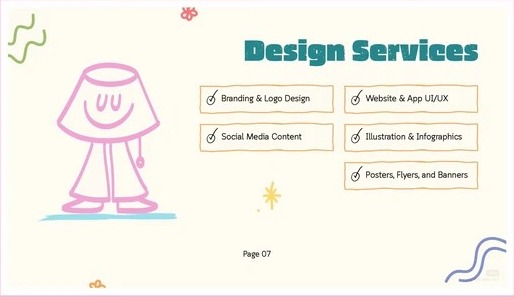 Design Services
Branding & Logo Design
Website & App UI/UX
Social Media Content
Illustration & Infographics
Posters, Flyers, and Banners
Page 07